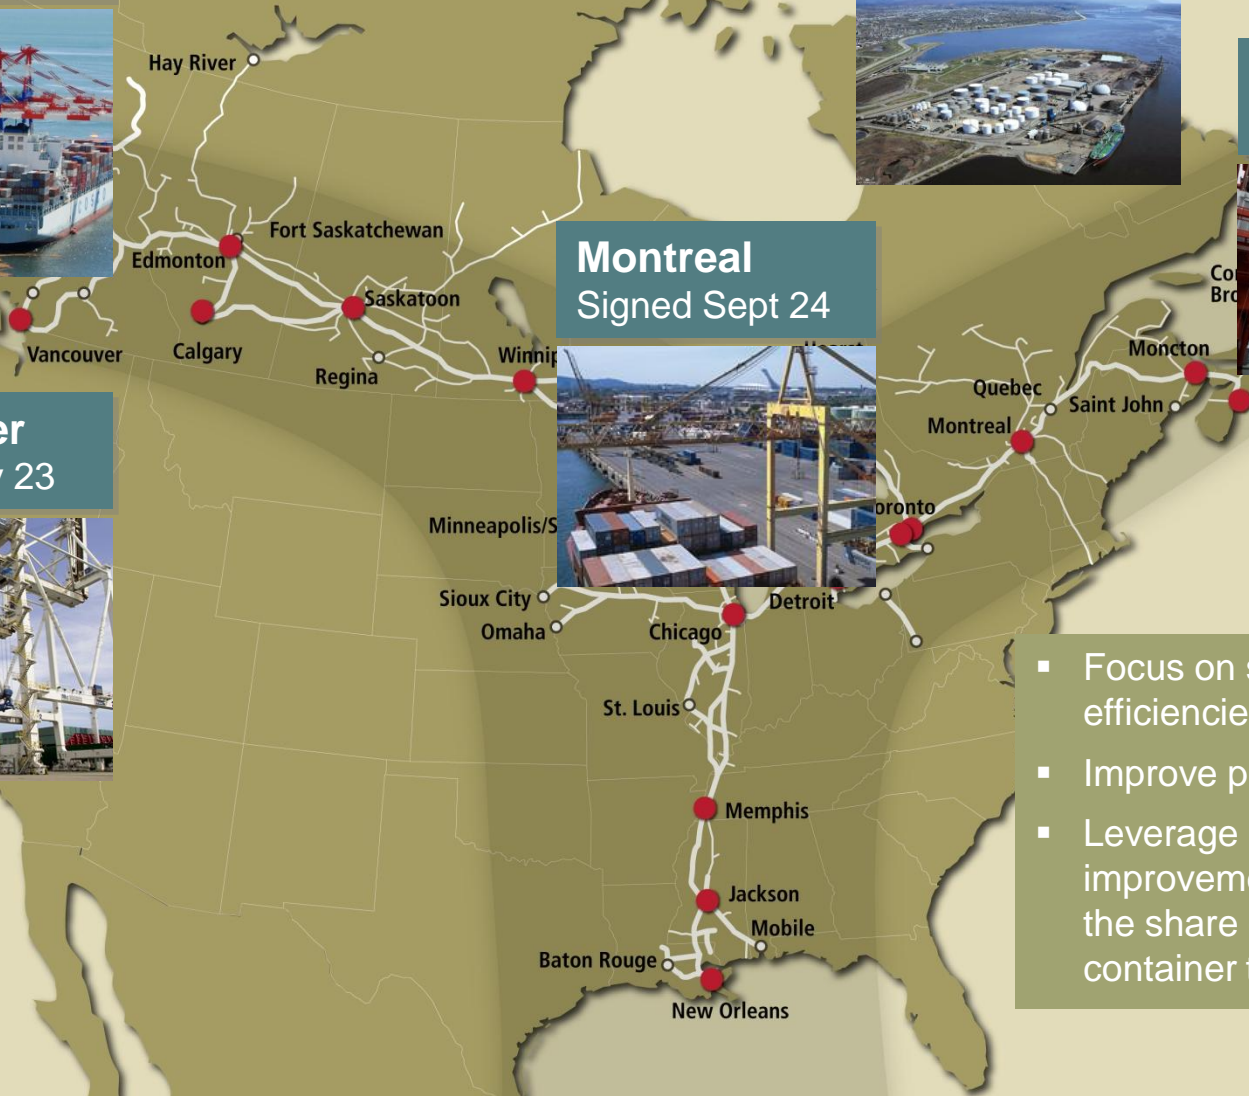 Hay River
Fort Saskatchewan
Edmonton
Montreal
Signed Sept 24
Saskatoon
Vancouver
Calgary
Regina
Moncton
Quebec
Saint John
Montreal
23
Sioux City
Detroit
Omaha
Chicago
St. Louis
Memphis
Jackson
Mobile
Baton Rouge
New Orleans
▪ Focus on
▪ Improve
▪ Leverage
the share
container